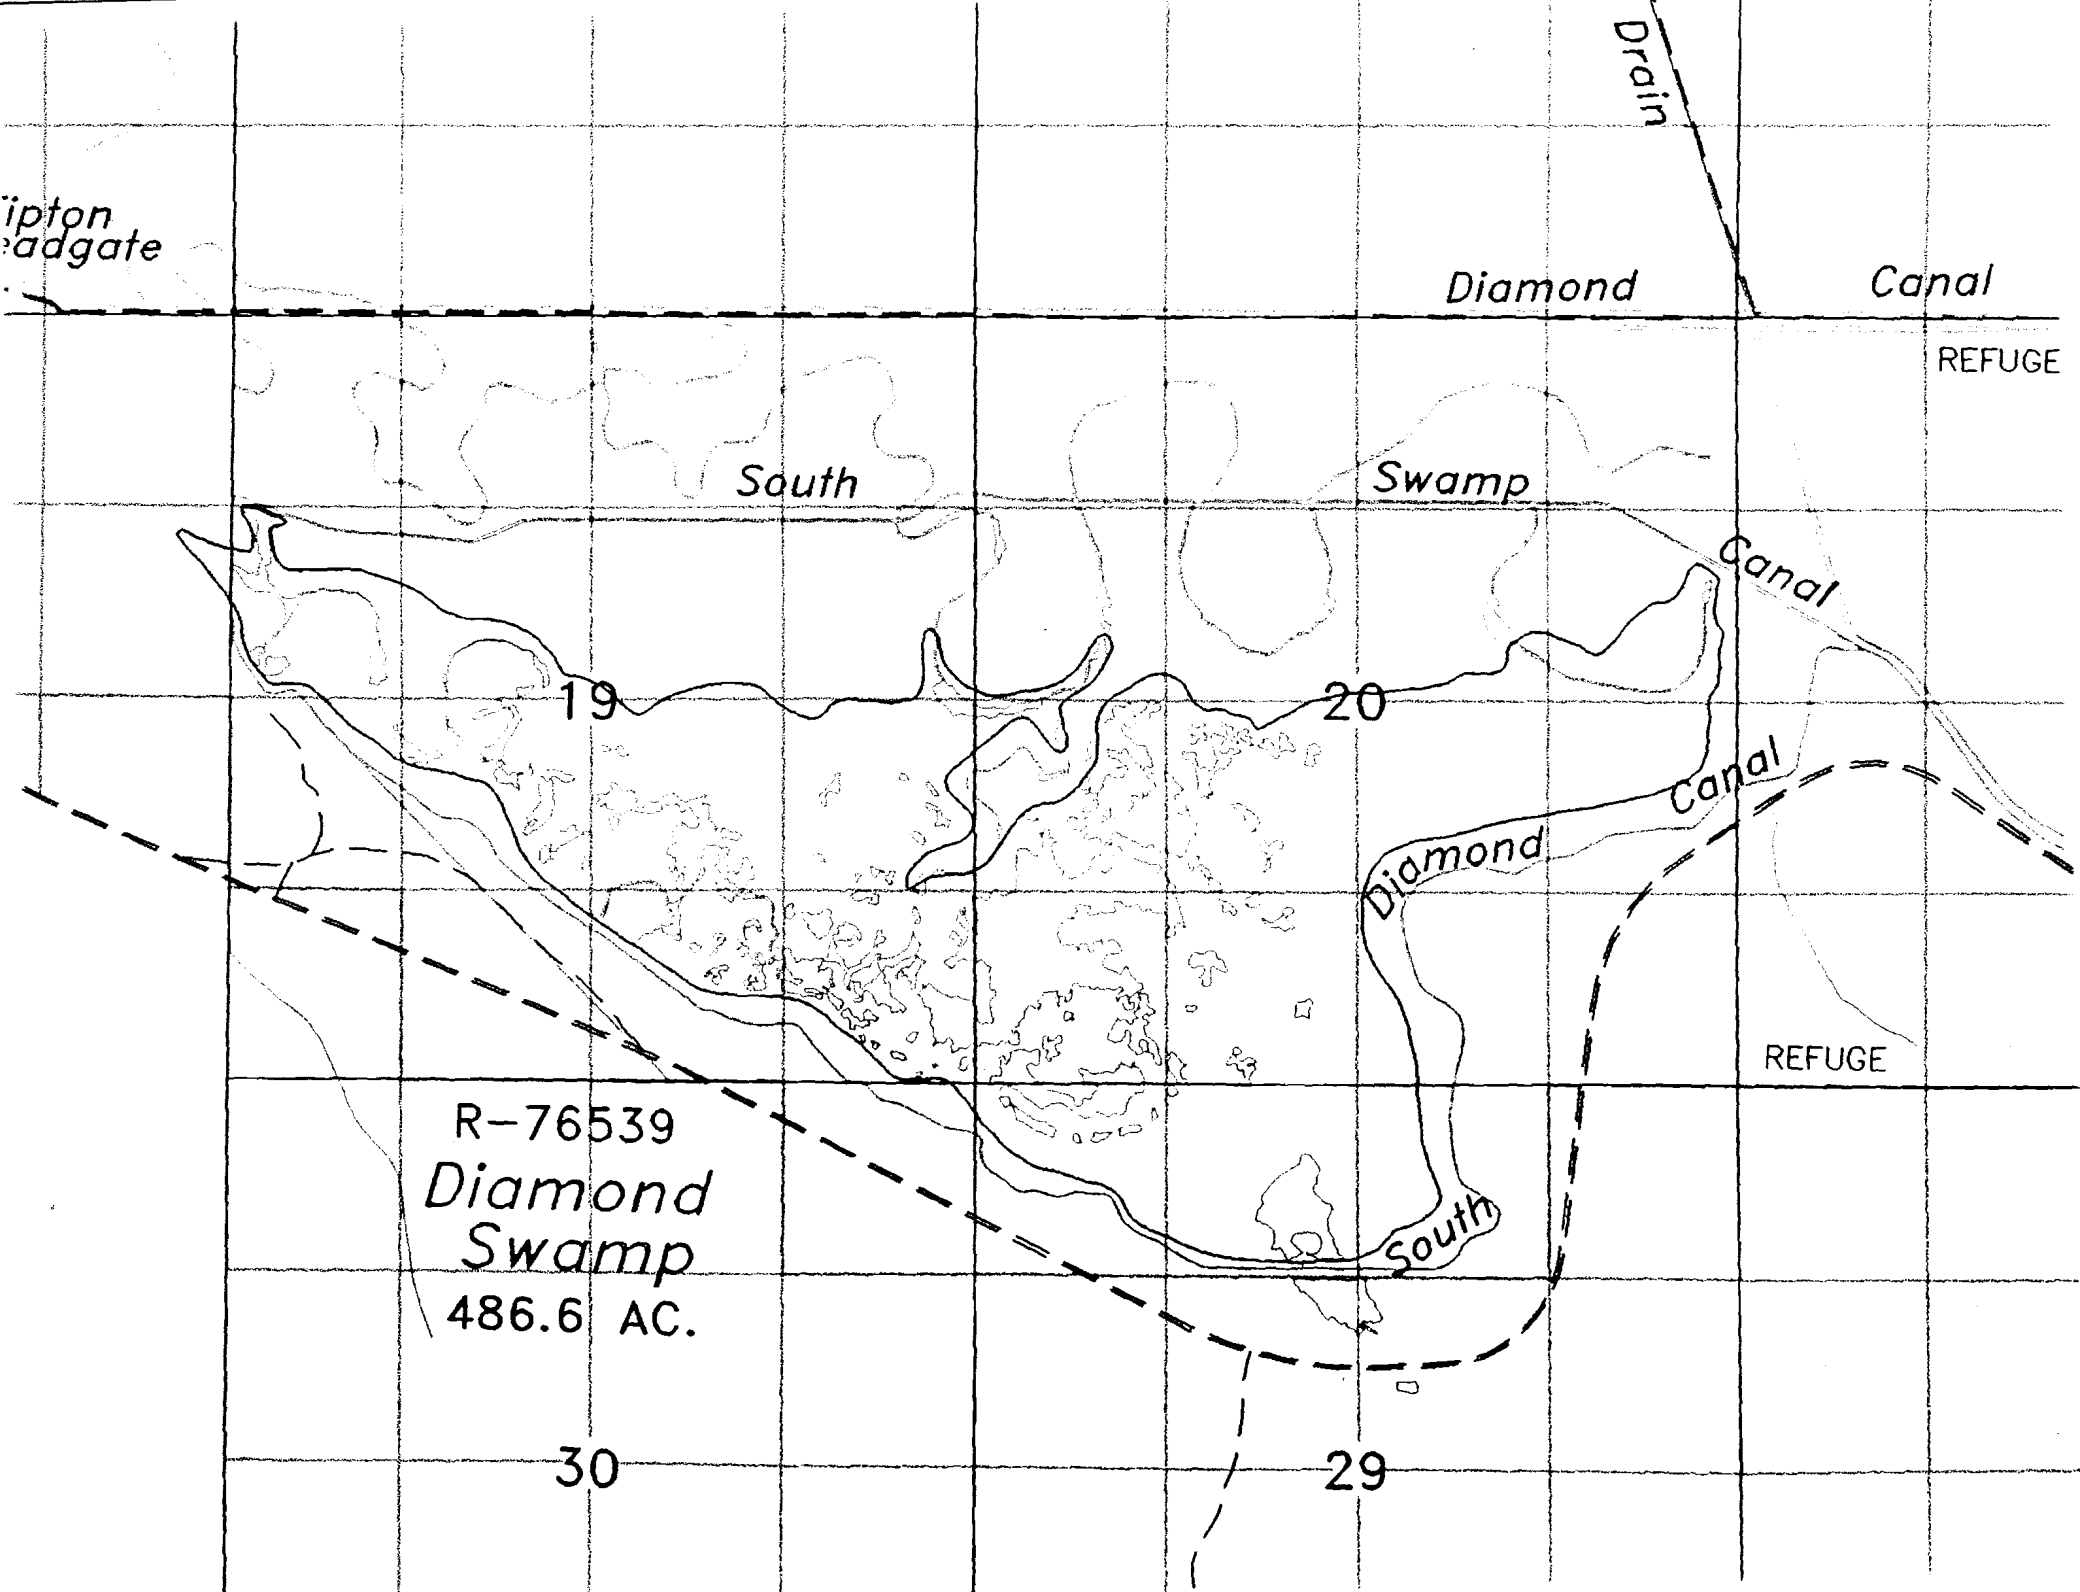 Drain
ipton
eadgate
Diamond Canal
REFUGE
South Swamp Canal
19
20
South Diamond Canal
REFUGE
R-76539
Diamond
Swamp
486.6 AC.
30
29